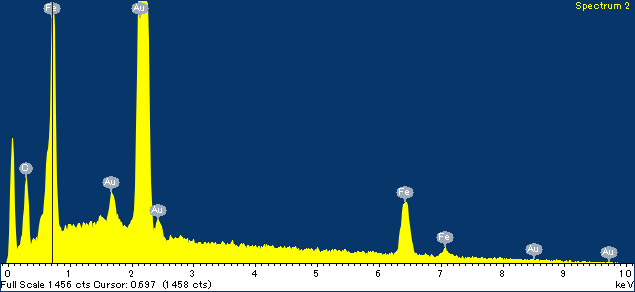 Spectrum 2
Fe
Au
C
Au
Au
Fe
Fe
Au
Au
0 1 2 3 4 5 6 7 8 9 10
Full Scale 1456 cts Cursor: 0.697 (1458 cts) keV